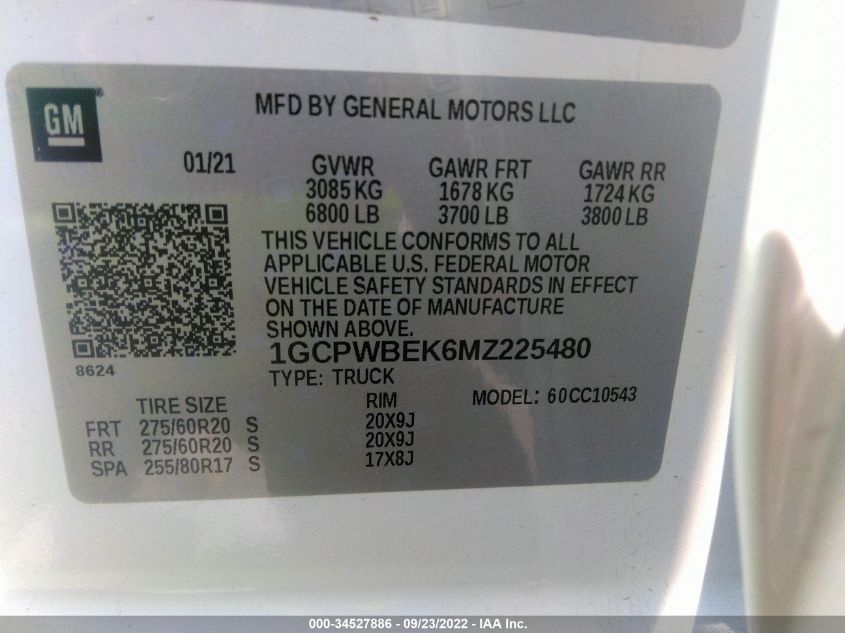 GM
MFD BY GENERAL MOTORS LLC
01/21 GVWR GAWR FRT GAWR RR
3085 KG 1678 KG 1724 KG
6800 LB 3700 LB 3800 LB
THIS VEHICLE CONFORMS TO ALL
APPLICABLE U.S. FEDERAL MOTOR
VEHICLE SAFETY STANDARDS IN EFFECT
ON THE DATE OF MANUFACTURE
SHOWN ABOVE.
8624
1GCPWBEK6MZ225480
TYPE: TRUCK MODEL: 60CC10543
TIRE SIZE RIM
FRT 275/60R20 S 20X9J
RR 275/60R20 S 20X9J
SPA 255/80R17 S 17X8J
000-34527886 - 09/23/2022 - IAA Inc.